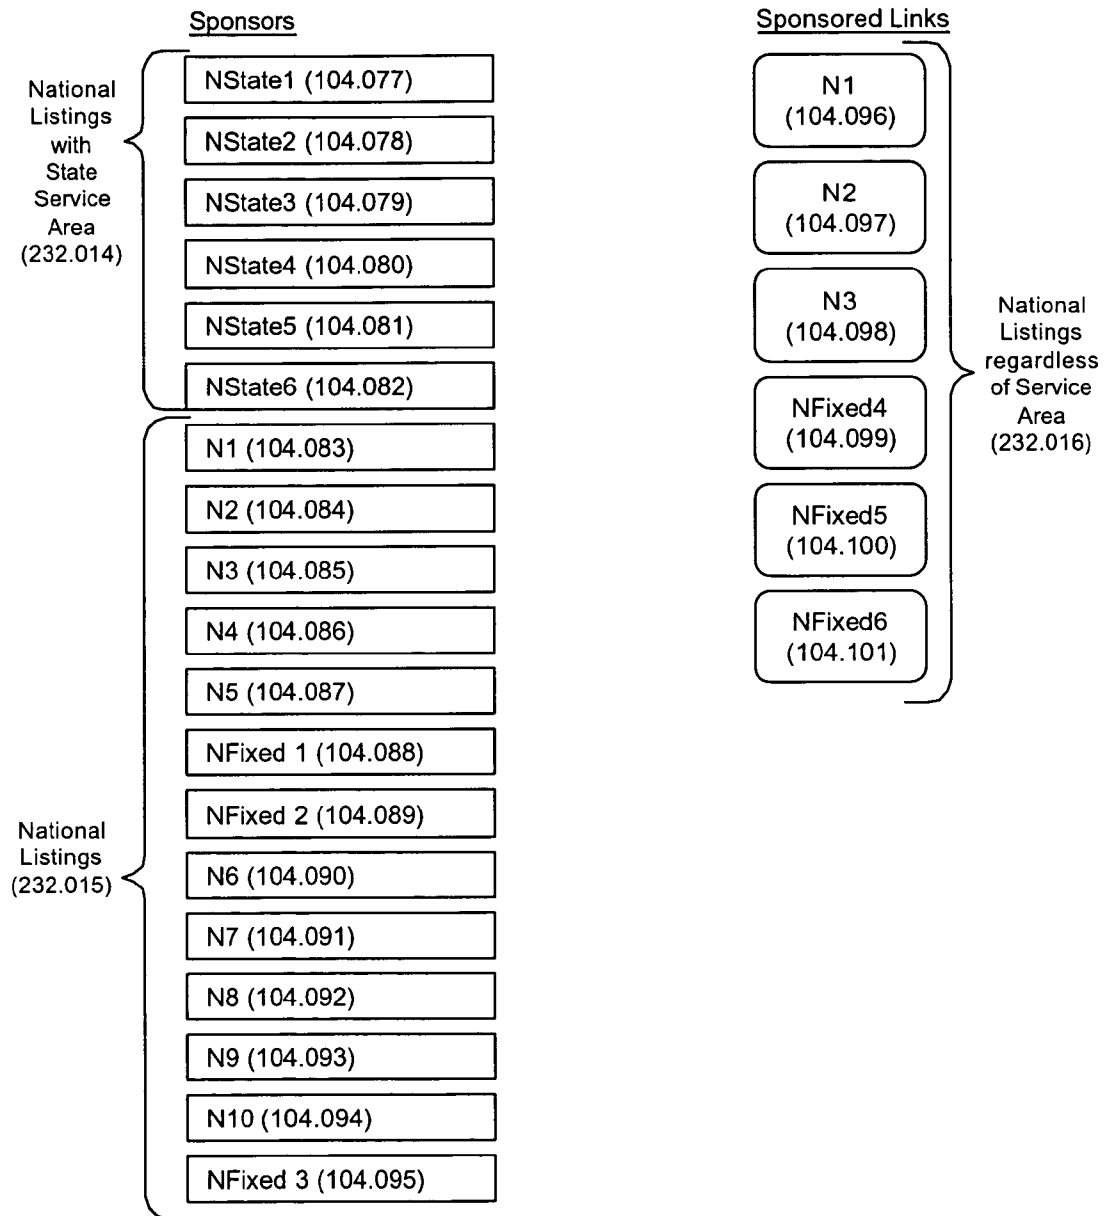 Sponsors
National
Listings
with
State
Service
Area
(232.014)
NState1 (104.077)
NState2 (104.078)
NState3 (104.079)
NState4 (104.080)
NState5 (104.081)
NState6 (104.082)
National
Listings
(232.015)
N1 (104.083)
N2 (104.084)
N3 (104.085)
N4 (104.086)
N5 (104.087)
NFixed 1 (104.088)
NFixed 2 (104.089)
N6 (104.090)
N7 (104.091)
N8 (104.092)
N9 (104.093)
N10 (104.094)
NFixed 3 (104.095)
Sponsored Links
N1
(104.096)
N2
(104.097)
N3
(104.098)
NFixed4
(104.099)
NFixed5
(104.100)
NFixed6
(104.101)
National
Listings
regardless
of Service
Area
(232.016)